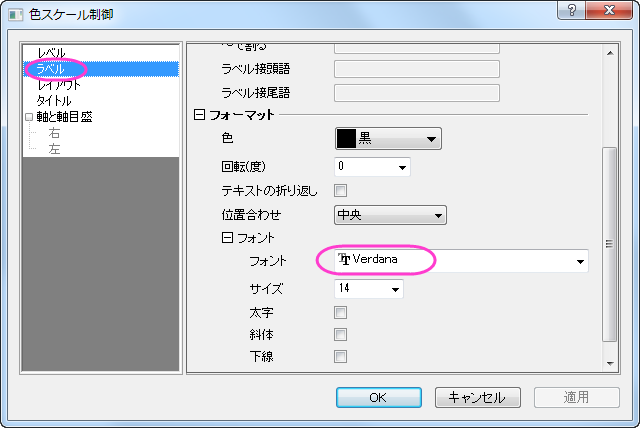 色スケール制御
レベル
ラベル
レイアウト
タイトル
軸と軸目盛
右
左
で割る
ラベル接頭語
ラベル接尾語
フォーマット
色 黒
回転(度) 0
テキストの折り返し
位置合わせ 中央
フォント
フォント Verdana
サイズ 14
太字
斜体
下線
OK キャンセル 適用